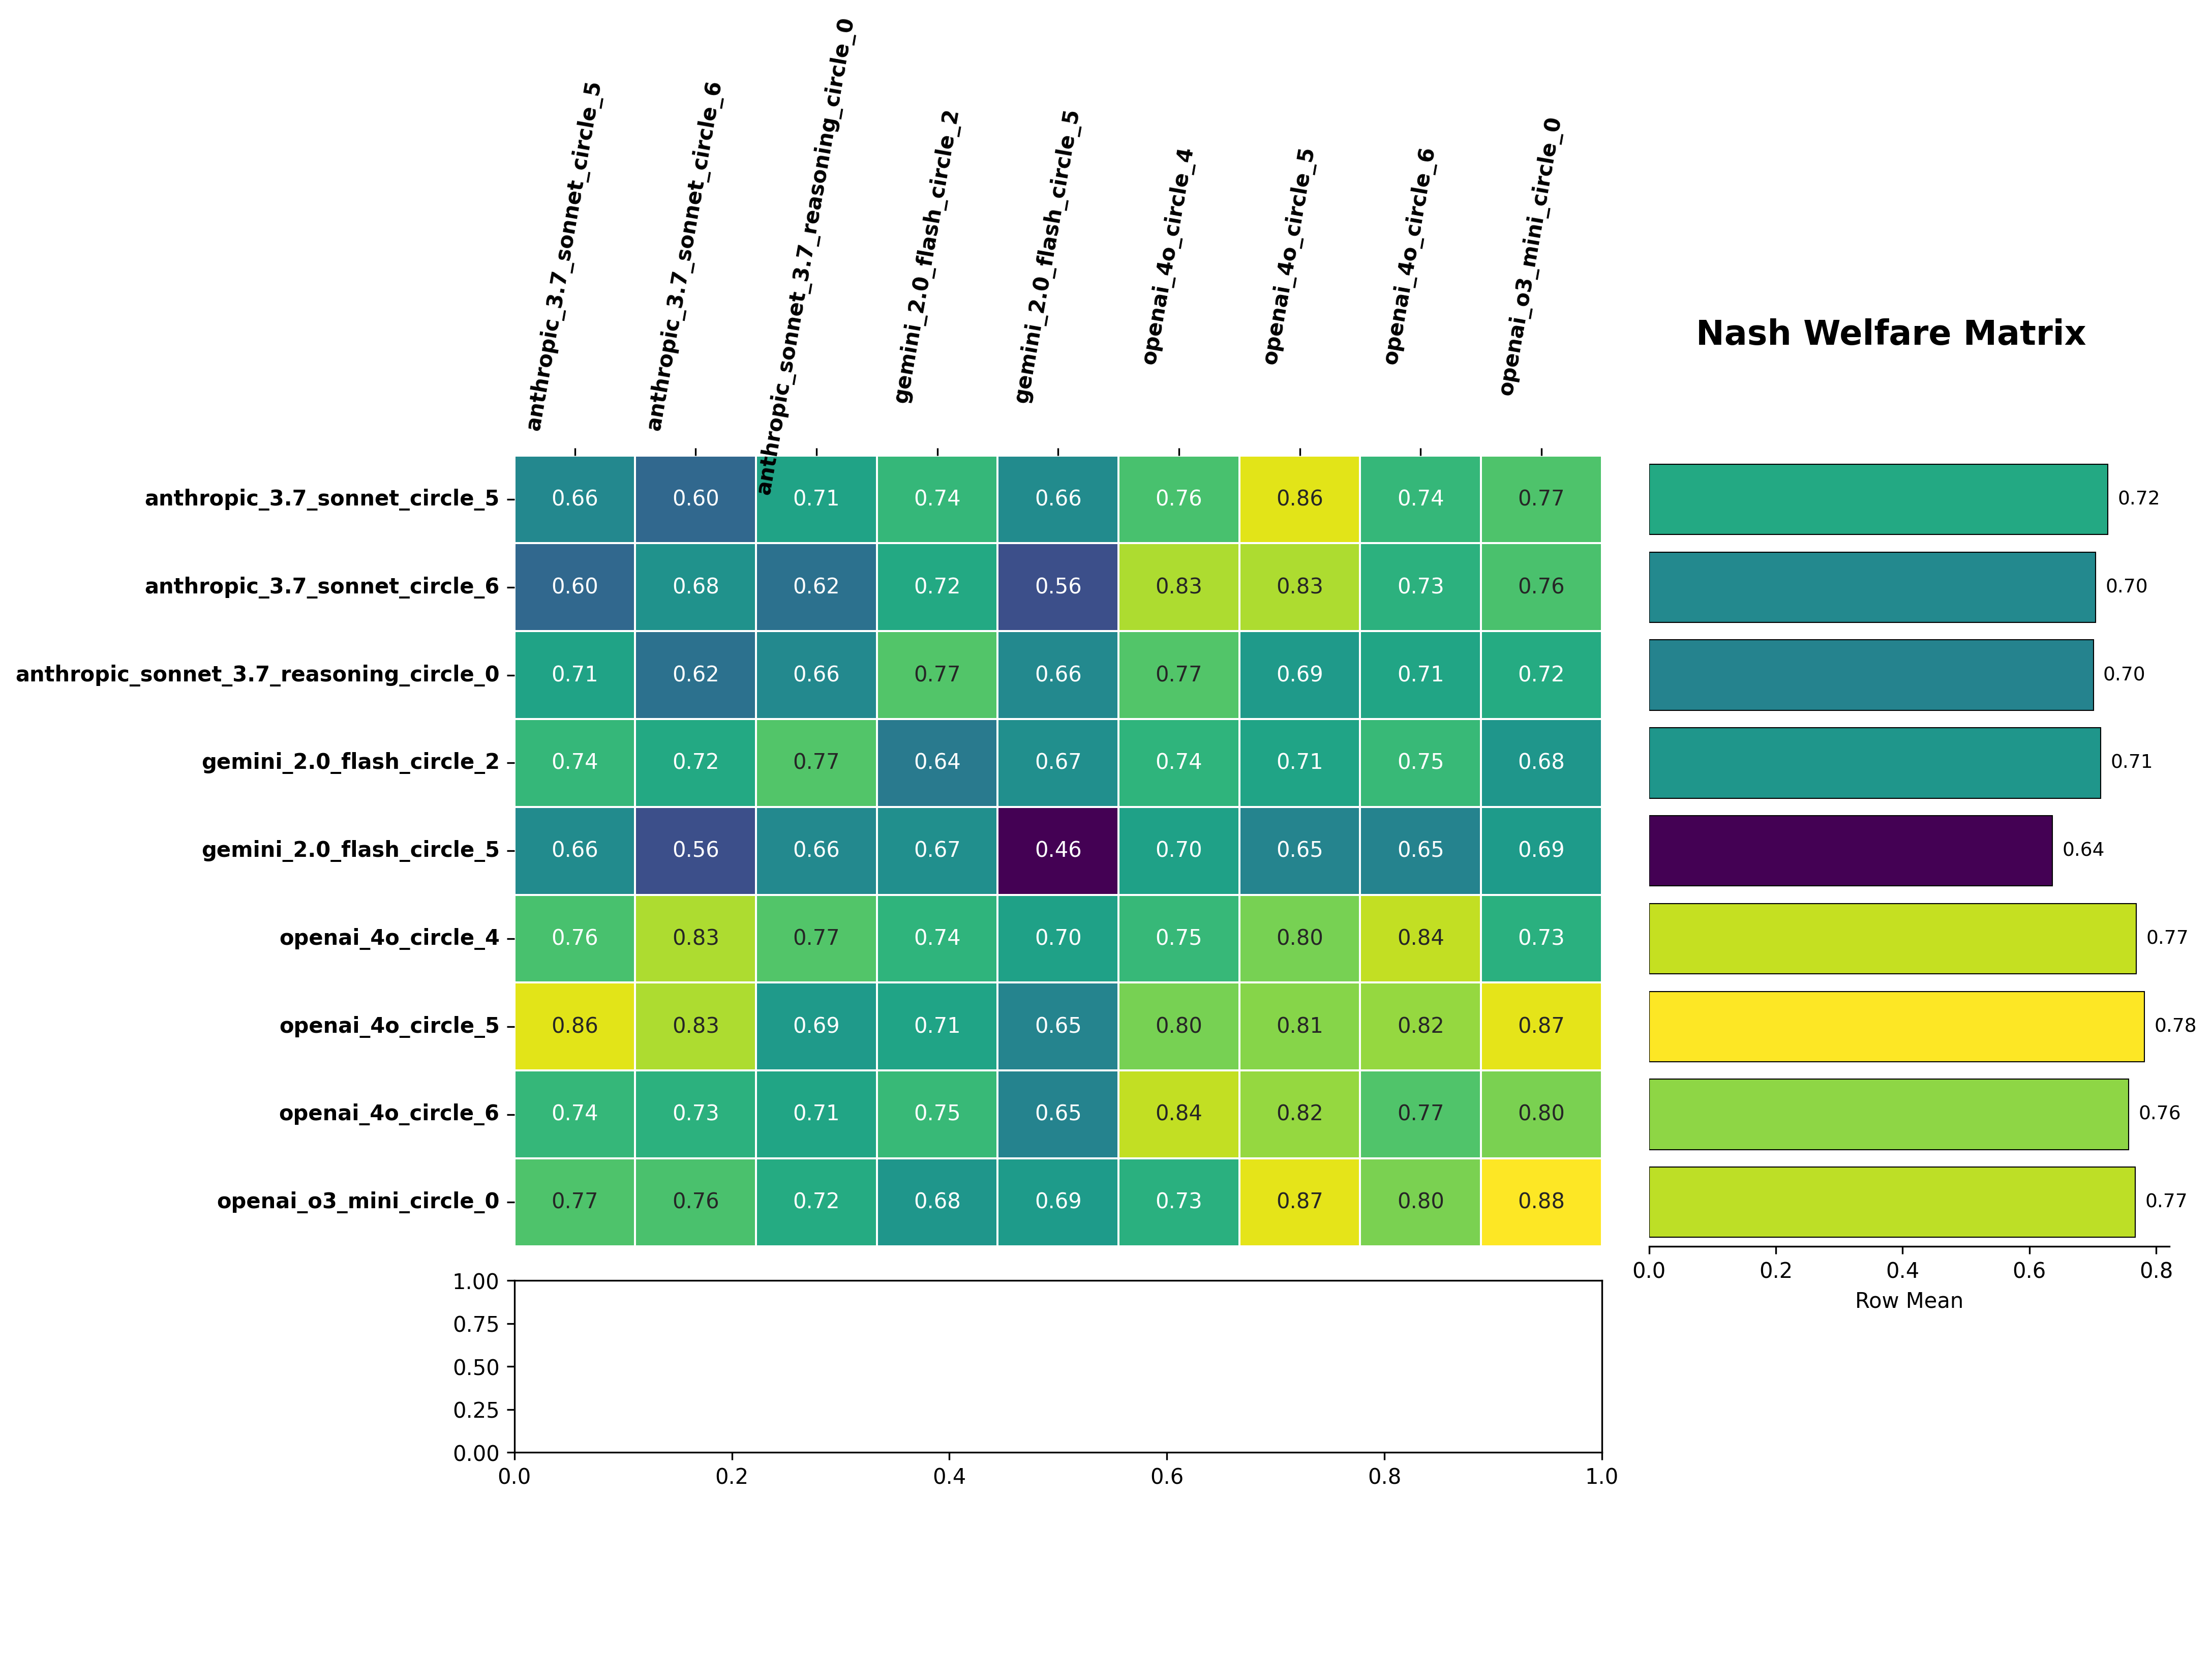 anthropic_3.7_sonnet_circle_5
anthropic_3.7_sonnet_circle_6
anthropic_sonnet_3.7_reasoning_circle_0
gemini_2.0_flash_circle_2
gemini_2.0_flash_circle_5
openai_4o_circle_4
openai_4o_circle_5
openai_4o_circle_6
openai_o3_mini_circle_0
Nash Welfare Matrix
anthropic_3.7_sonnet_circle_5 0.66 0.60 0.71 0.74 0.66 0.76 0.86 0.74 0.77 0.72
anthropic_3.7_sonnet_circle_6 0.60 0.68 0.62 0.72 0.56 0.83 0.83 0.73 0.76 0.70
anthropic_sonnet_3.7_reasoning_circle_0 0.71 0.62 0.66 0.77 0.66 0.77 0.69 0.71 0.72 0.70
gemini_2.0_flash_circle_2 0.74 0.72 0.77 0.64 0.67 0.74 0.71 0.75 0.68 0.71
gemini_2.0_flash_circle_5 0.66 0.56 0.66 0.67 0.46 0.70 0.65 0.65 0.69 0.64
openai_4o_circle_4 0.76 0.83 0.77 0.74 0.70 0.75 0.80 0.84 0.73 0.77
openai_4o_circle_5 0.86 0.83 0.69 0.71 0.65 0.80 0.81 0.82 0.87 0.78
openai_4o_circle_6 0.74 0.73 0.71 0.75 0.65 0.84 0.82 0.77 0.80 0.76
openai_o3_mini_circle_0 0.77 0.76 0.72 0.68 0.69 0.73 0.87 0.80 0.88 0.77
0.0 0.2 0.4 0.6 0.8
Row Mean
1.00
0.75
0.50
0.25
0.00
0.0 0.2 0.4 0.6 0.8 1.0